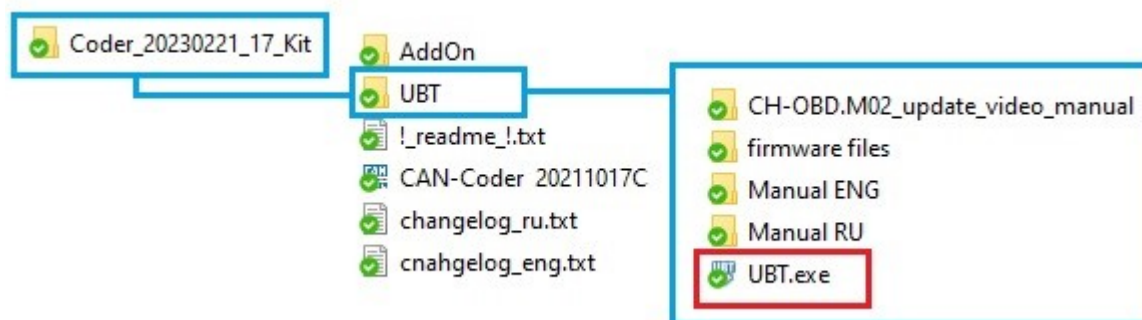 Coder_20230221_17_Kit
AddOn
UBT
!_readme_!.txt
CAN-Coder 20211017C
changelog_ru.txt
cnahgelog_eng.txt
CH-OBD.M02_update_video_manual
firmware files
Manual ENG
Manual RU
UBT.exe